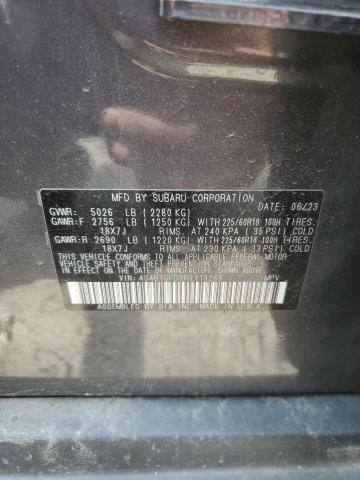 MFD BY SUBARU CORPORATION
DATE: 06/23
GVWR: 5026 LB (2280 KG)
GAWR:F 2756 LB (1250 KG) WITH 225/60R18 100H TIRES,
18X7J RIMS, AT 240 KPA (35 PSI) COLD
GAWR:R 2690 LB (1220 KG) WITH 225/60R18 100H TIRES,
18X7J RIMS, AT 230 KPA (33 PSI) COLD
THIS VEHICLE CONFORMS TO ALL APPLICABLE FEDERAL MOTOR
VEHICLE SAFETY, BUMPER, AND THEFT PREVENTION STANDARDS
IN EFFECT ON THE DATE OF MANUFACTURE SHOWN ABOVE.
VIN: MPV
ASSEMBLED BY SIA INC. MADE IN U.S.A.